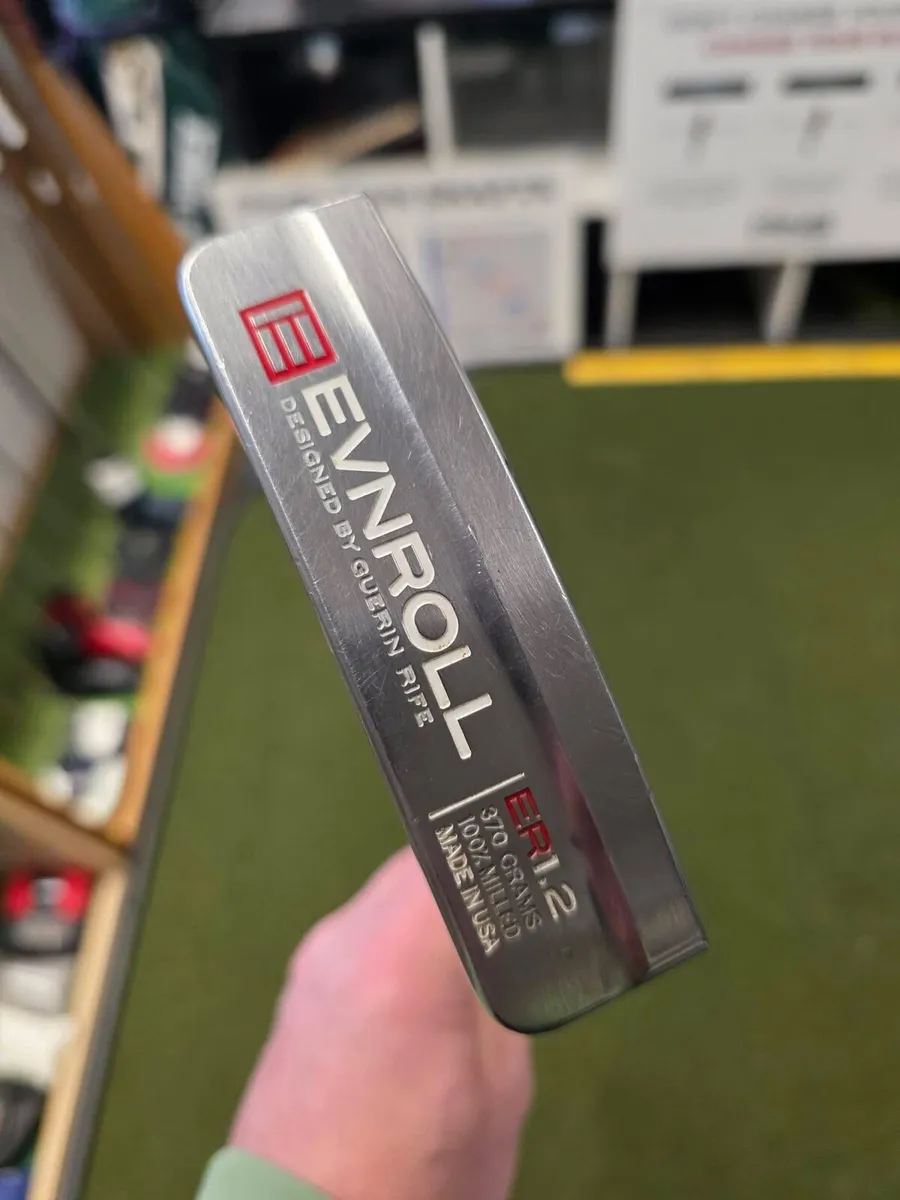 EVNROLL
DESIGNED BY GUERIN RIFE
ER1.2
370 GRAMS
100% MILLED
MADE IN USA